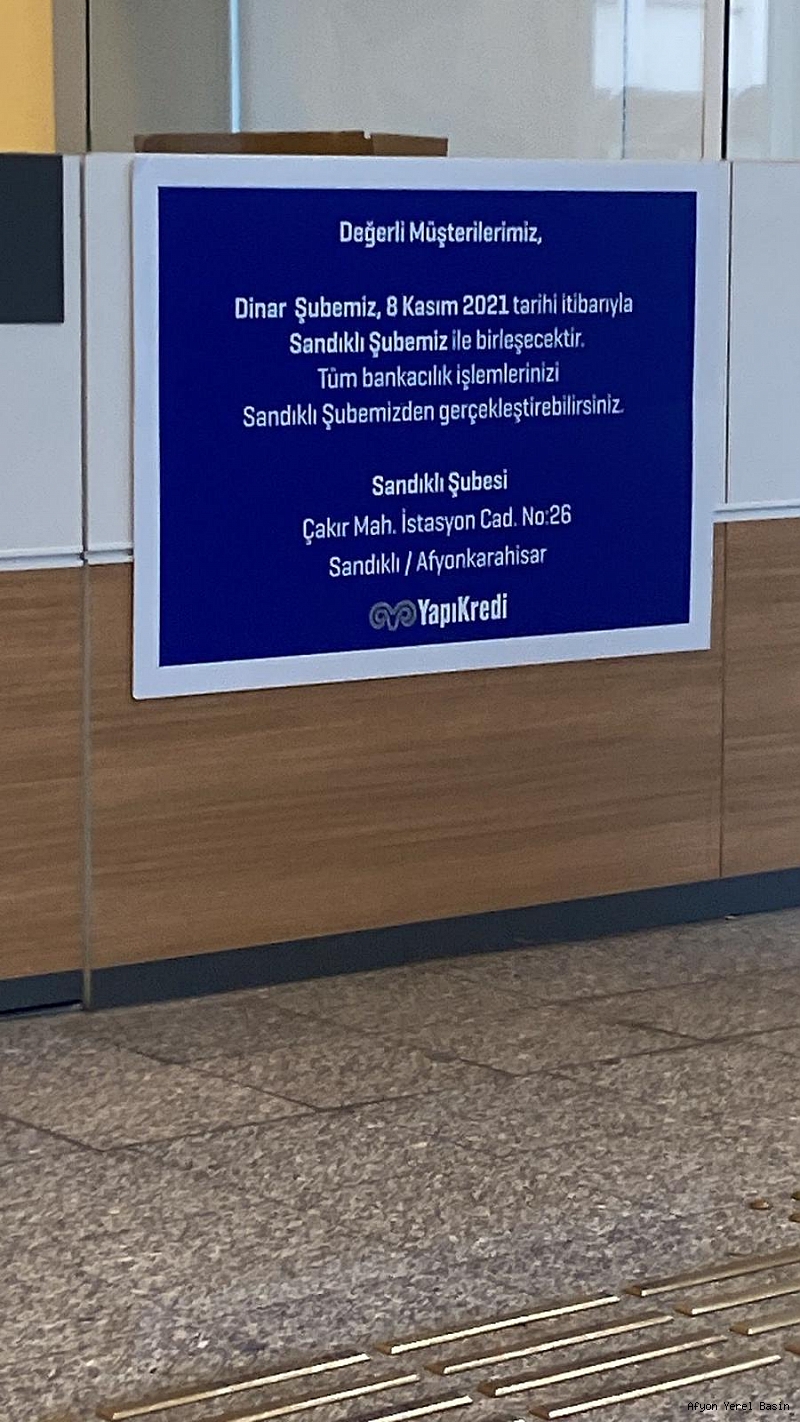 Değerli Müşterilerimiz,
Dinar Şubemiz, 8 Kasım 2021 tarihi itibarıyla
Sandıklı Şubemiz ile birleşecektir.
Tüm bankacılık işlemlerinizi
Sandıklı Şubemizden gerçekleştirebilirsiniz.
Sandıklı Şubesi
Çakır Mah. İstasyon Cad. No:26
Sandıklı / Afyonkarahisar
YapıKredi
Afyon Yerel Basin